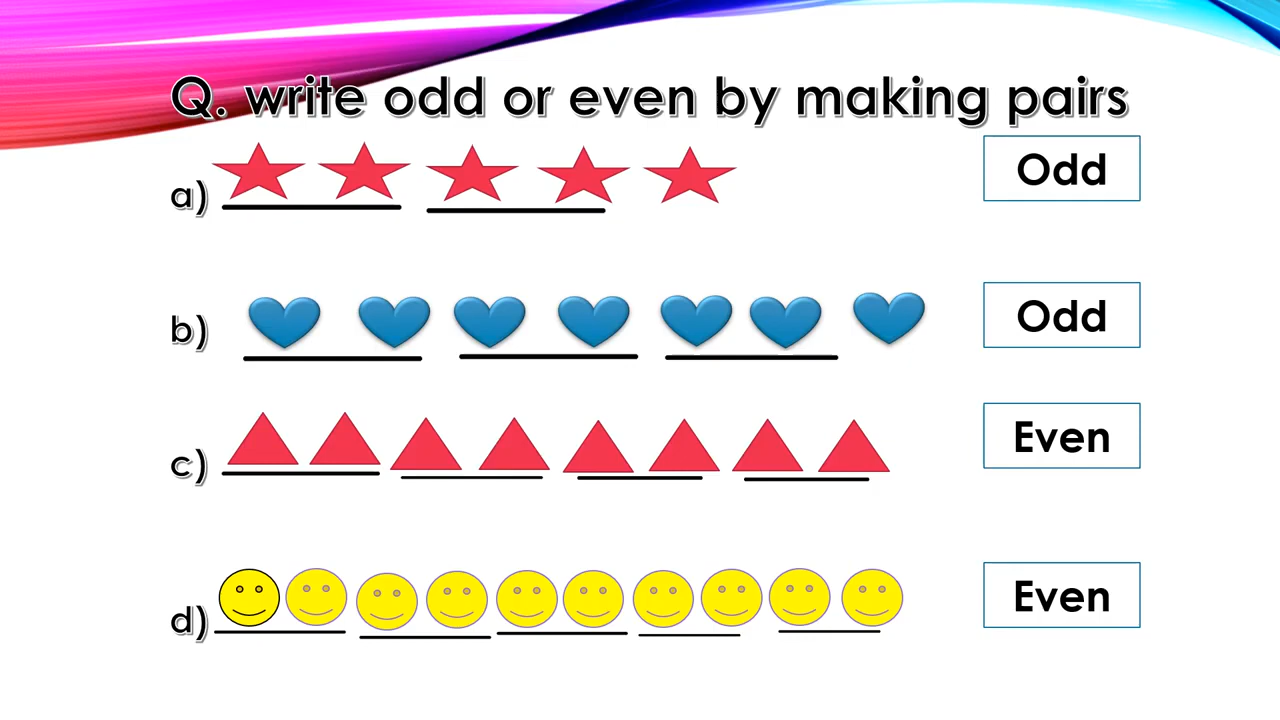 Q. write odd or even by making pairs
a) Odd
b) Odd
c) Even
d) Even